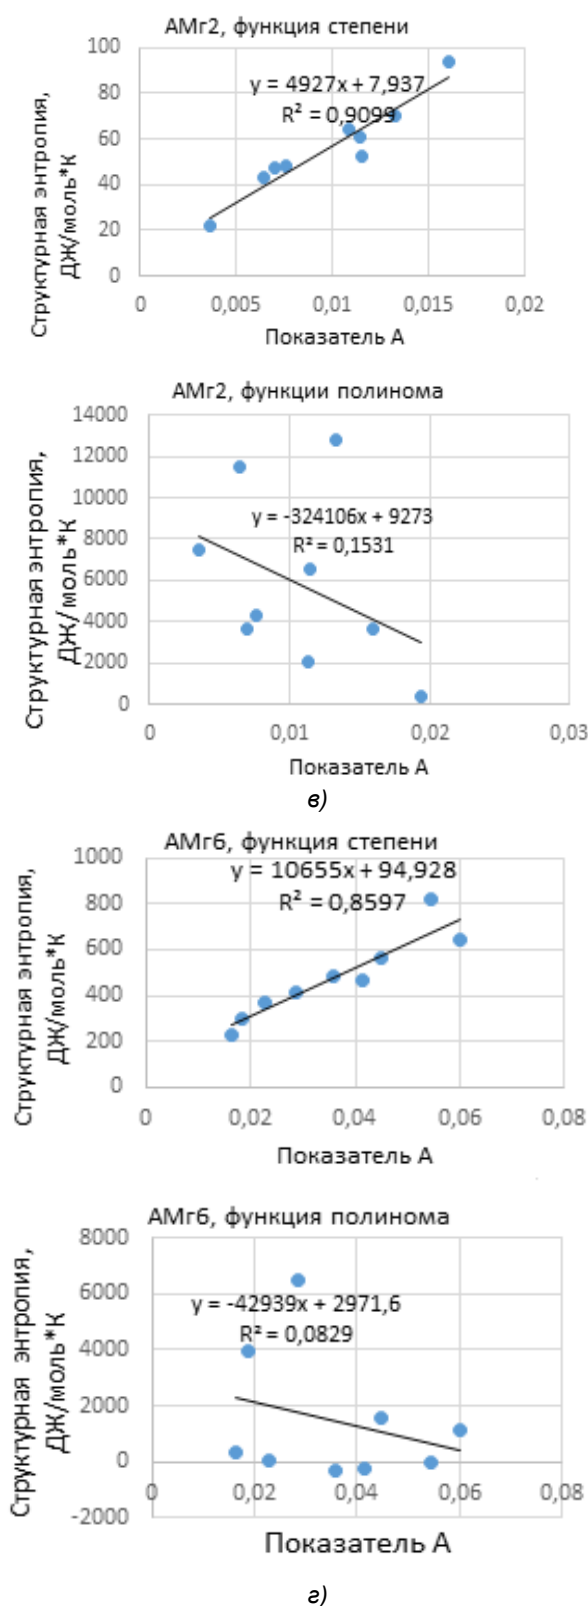 АМг2, функция степени
Структурная энтропия,
ДЖ/моль*К
100
80
60
40
20
0
y = 4927x + 7,937
R² = 0,9099
0 0,005 0,01 0,015 0,02
Показатель А
АМг2, функции полинома
Структурная энтропия,
ДЖ/моль*К
14000
12000
10000
8000
6000
4000
2000
0
y = -324106x + 9273
R² = 0,1531
0 0,01 0,02 0,03
Показатель А
в)
АМг6, функция степени
Структурная энтропия,
ДЖ/моль*К
1000
800
600
400
200
0
y = 10655x + 94,928
R² = 0,8597
0 0,02 0,04 0,06 0,08
Показатель А
АМг6, функция полинома
Структурная энтропия,
ДЖ/моль*К
8000
6000
4000
2000
0
-2000
y = -42939x + 2971,6
R² = 0,0829
0 0,02 0,04 0,06 0,08
Показатель А
г)